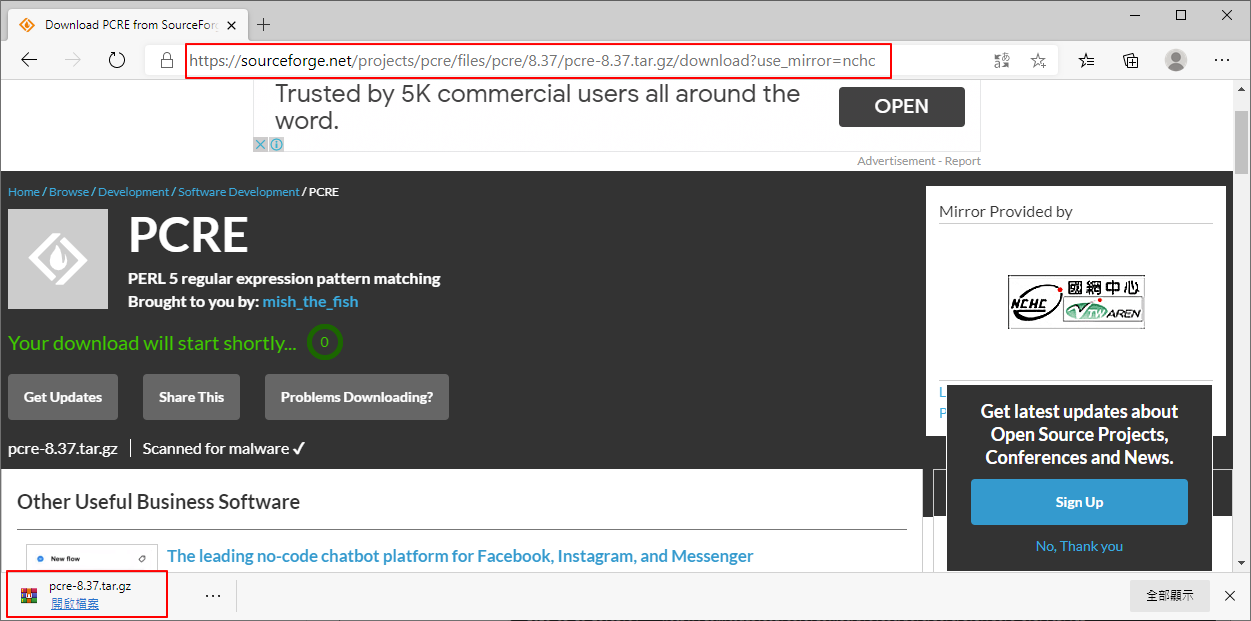 Download PCRE from SourceFor
https://sourceforge.net/projects/pcre/files/pcre/8.37/pcre-8.37.tar.gz/download?use_mirror=nchc
Trusted by 5K commercial users all around the
word.
OPEN
Advertisement - Report
Home / Browse / Development / Software Development / PCRE
PCRE
PERL 5 regular expression pattern matching
Brought to you by: mish_the_fish
Mirror Provided by
NCHC 國網中心
TWAREN
Your download will start shortly... 0
Get Updates
Share This
Problems Downloading?
L
P
pcre-8.37.tar.gz
Scanned for malware ✓
Get latest updates about
Open Source Projects,
Conferences and News.
Sign Up
No, Thank you
Other Useful Business Software
New flow
The leading no-code chatbot platform for Facebook, Instagram, and Messenger
pcre-8.37.tar.gz
開啟檔案
...
全部顯示